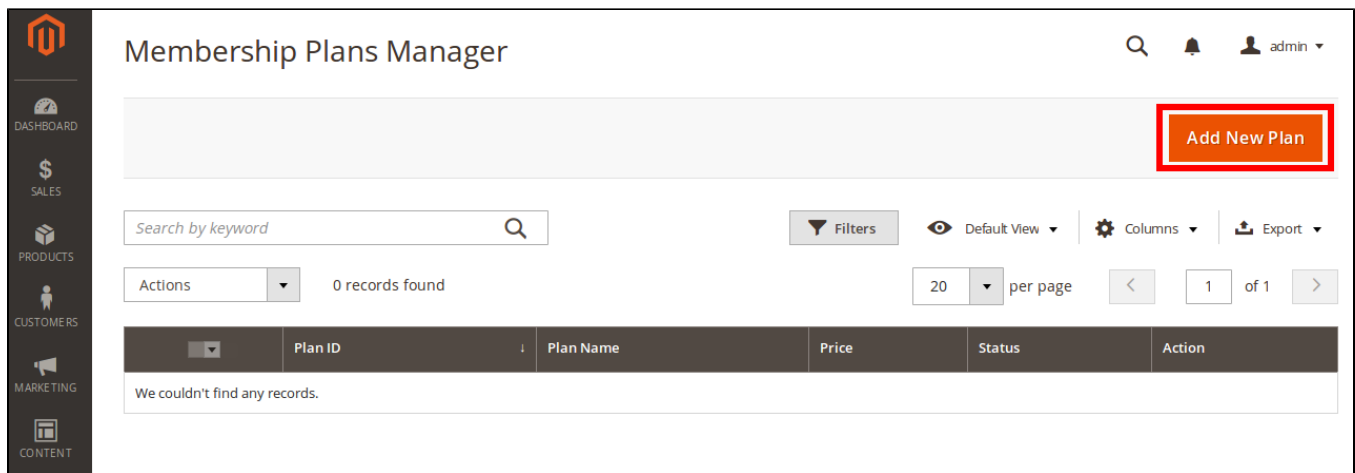 Membership Plans Manager
admin
DASHBOARD
Add New Plan
SALES
Search by keyword
Filters
Default View
Columns
Export
PRODUCTS
Actions
0 records found
20
per page
1
of 1
CUSTOMERS
Plan ID
Plan Name
Price
Status
Action
MARKETING
We couldn't find any records.
CONTENT